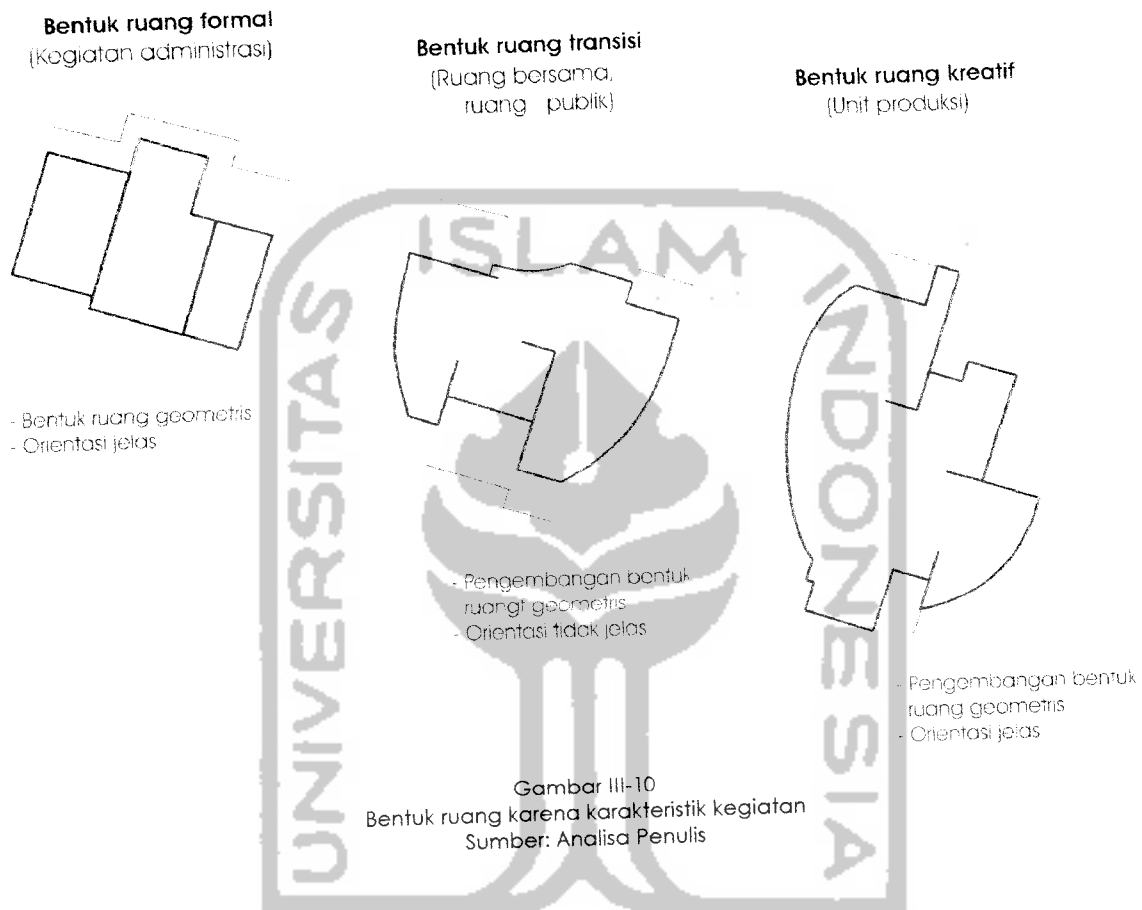 Bentuk ruang formal
(Kegiatan administrasi)
Bentuk ruang transisi
(Ruang bersama,
ruang publik)
Bentuk ruang kreatif
(Unit produksi)
- Bentuk ruang geometris
- Orientasi jelas
- Pengembangan bentuk
ruangt geometris
- Orientasi tidak jelas
- Pengembangan bentuk
ruang geometris
- Orientasi jelas
Gambar III-10
Bentuk ruang karena karakteristik kegiatan
Sumber: Analisa Penulis
UNIVERSITAS
ISLAM
INDONESIA